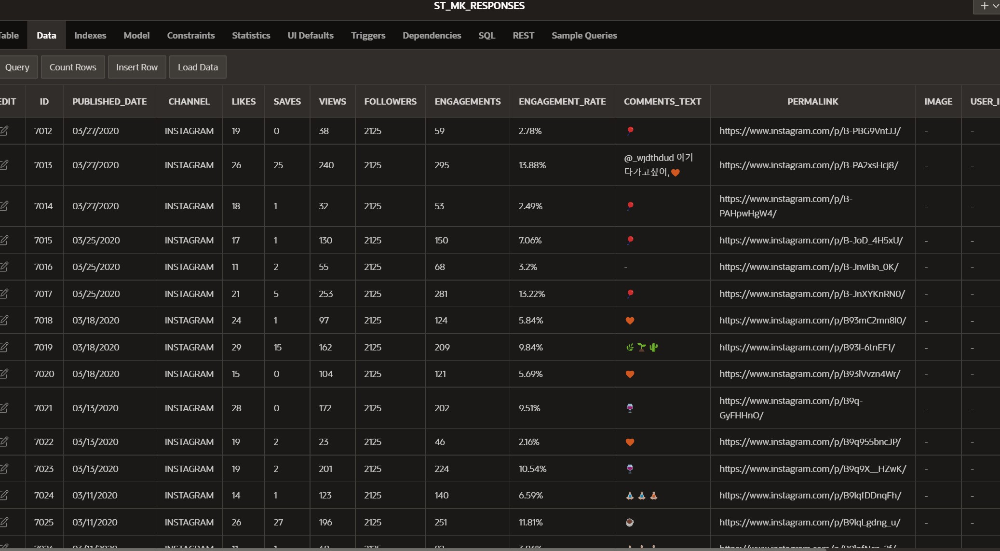 ST_MK_RESPONSES
Table Data Indexes Model Constraints Statistics UI Defaults Triggers Dependencies SQL REST Sample Queries
Query Count Rows Insert Row Load Data
EDIT ID PUBLISHED_DATE CHANNEL LIKES SAVES VIEWS FOLLOWERS ENGAGEMENTS ENGAGEMENT_RATE COMMENTS_TEXT PERMALINK IMAGE
7012 03/27/2020 INSTAGRAM 19 0 38 2125 59 2.78% 🎈 https://www.instagram.com/p/B-PBG9VntJJ/ - -
@_wjdthdud 여기
7013 03/27/2020 INSTAGRAM 26 25 240 2125 295 13.88% https://www.instagram.com/p/B-PA2xsHcj8/ - -
다가고싶어,🧡
https://www.instagram.com/p/B-
7014 03/27/2020 INSTAGRAM 18 1 32 2125 53 2.49% 🎈 - -
PAHpwHgW4/
7015 03/25/2020 INSTAGRAM 17 1 130 2125 150 7.06% 🎈 https://www.instagram.com/p/B-JoD_4H5xU/ - -
7016 03/25/2020 INSTAGRAM 11 2 55 2125 68 3.2% - https://www.instagram.com/p/B-JnvIBn_0K/ - -
7017 03/25/2020 INSTAGRAM 21 5 253 2125 281 13.22% 🎈 https://www.instagram.com/p/B-JnXYKnRN0/ - -
7018 03/18/2020 INSTAGRAM 24 1 97 2125 124 5.84% 🧡 https://www.instagram.com/p/B93mC2mn8l0/ - -
7019 03/18/2020 INSTAGRAM 29 15 162 2125 209 9.84% 🌿🌱🌵 https://www.instagram.com/p/B93l-6tnEF1/ - -
7020 03/18/2020 INSTAGRAM 15 0 104 2125 121 5.69% 🧡 https://www.instagram.com/p/B93lVvzn4Wr/ - -
https://www.instagram.com/p/B9q-
7021 03/13/2020 INSTAGRAM 28 0 172 2125 202 9.51% 🍷 - -
GyFHHnO/
7022 03/13/2020 INSTAGRAM 19 2 23 2125 46 2.16% 🧡 https://www.instagram.com/p/B9q955bncJP/ - -
7023 03/13/2020 INSTAGRAM 19 2 201 2125 224 10.54% 🍷 https://www.instagram.com/p/B9q9X__HZwK/ - -
7024 03/11/2020 INSTAGRAM 14 1 123 2125 140 6.59% https://www.instagram.com/p/B9lqfDDnqFh/ - -
7025 03/11/2020 INSTAGRAM 26 27 196 2125 251 11.81% ☕ https://www.instagram.com/p/B9lqLgdng_u/ - -